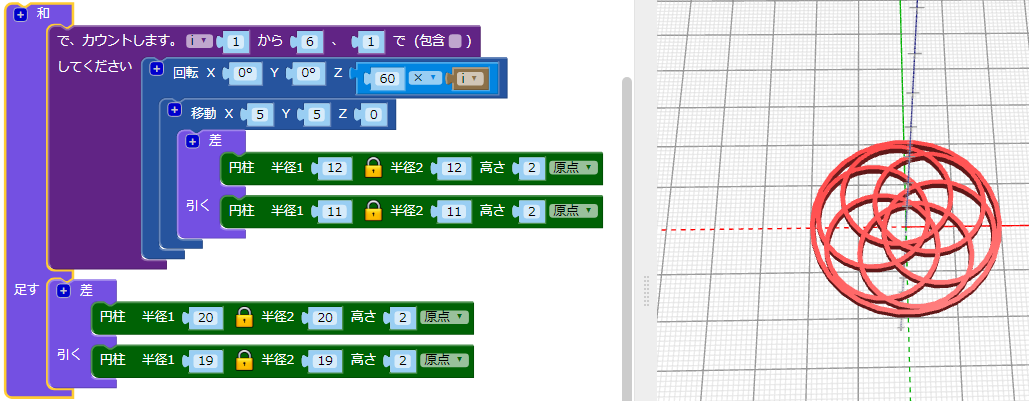 和
で、カウントします。 i 1 から 6 、 1 で (包含 )
してください
回転 X 0° Y 0° Z 60 × i
移動 X 5 Y 5 Z 0
差
円柱 半径1 12 半径2 12 高さ 2 原点
引く 円柱 半径1 11 半径2 11 高さ 2 原点
足す 差
円柱 半径1 20 半径2 20 高さ 2 原点
引く 円柱 半径1 19 半径2 19 高さ 2 原点